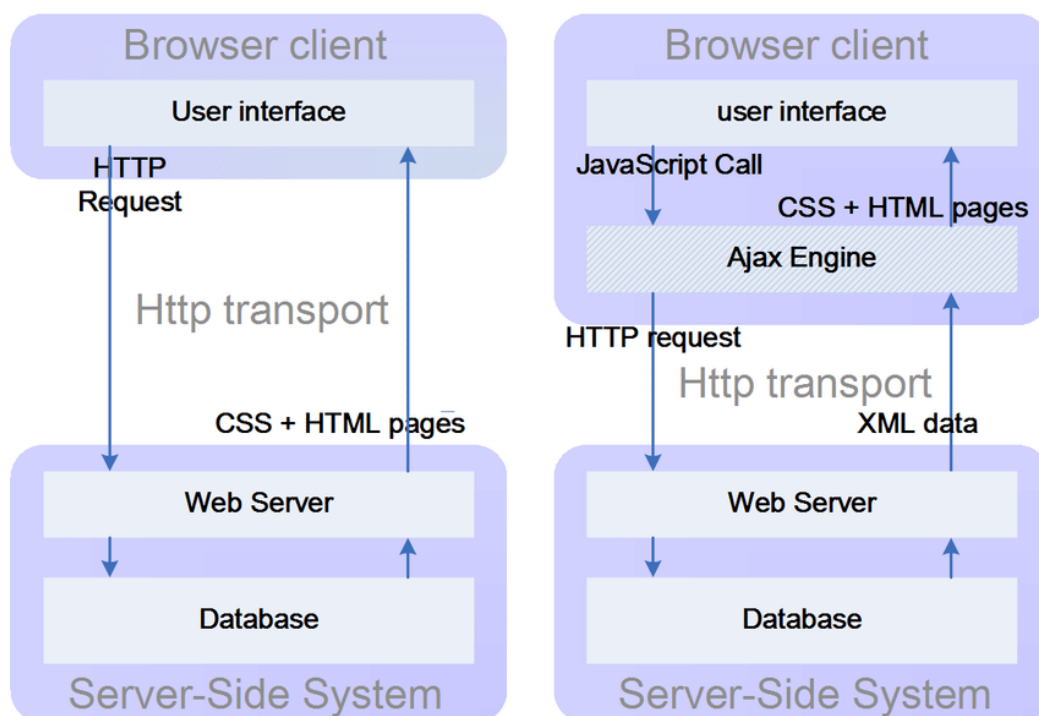 Browser client
User interface
HTTP
Request
Http transport
CSS + HTML pages
Web Server
Database
Server-Side System
Browser client
user interface
JavaScript Call
CSS + HTML pages
Ajax Engine
HTTP request
Http transport
XML data
Web Server
Database
Server-Side System